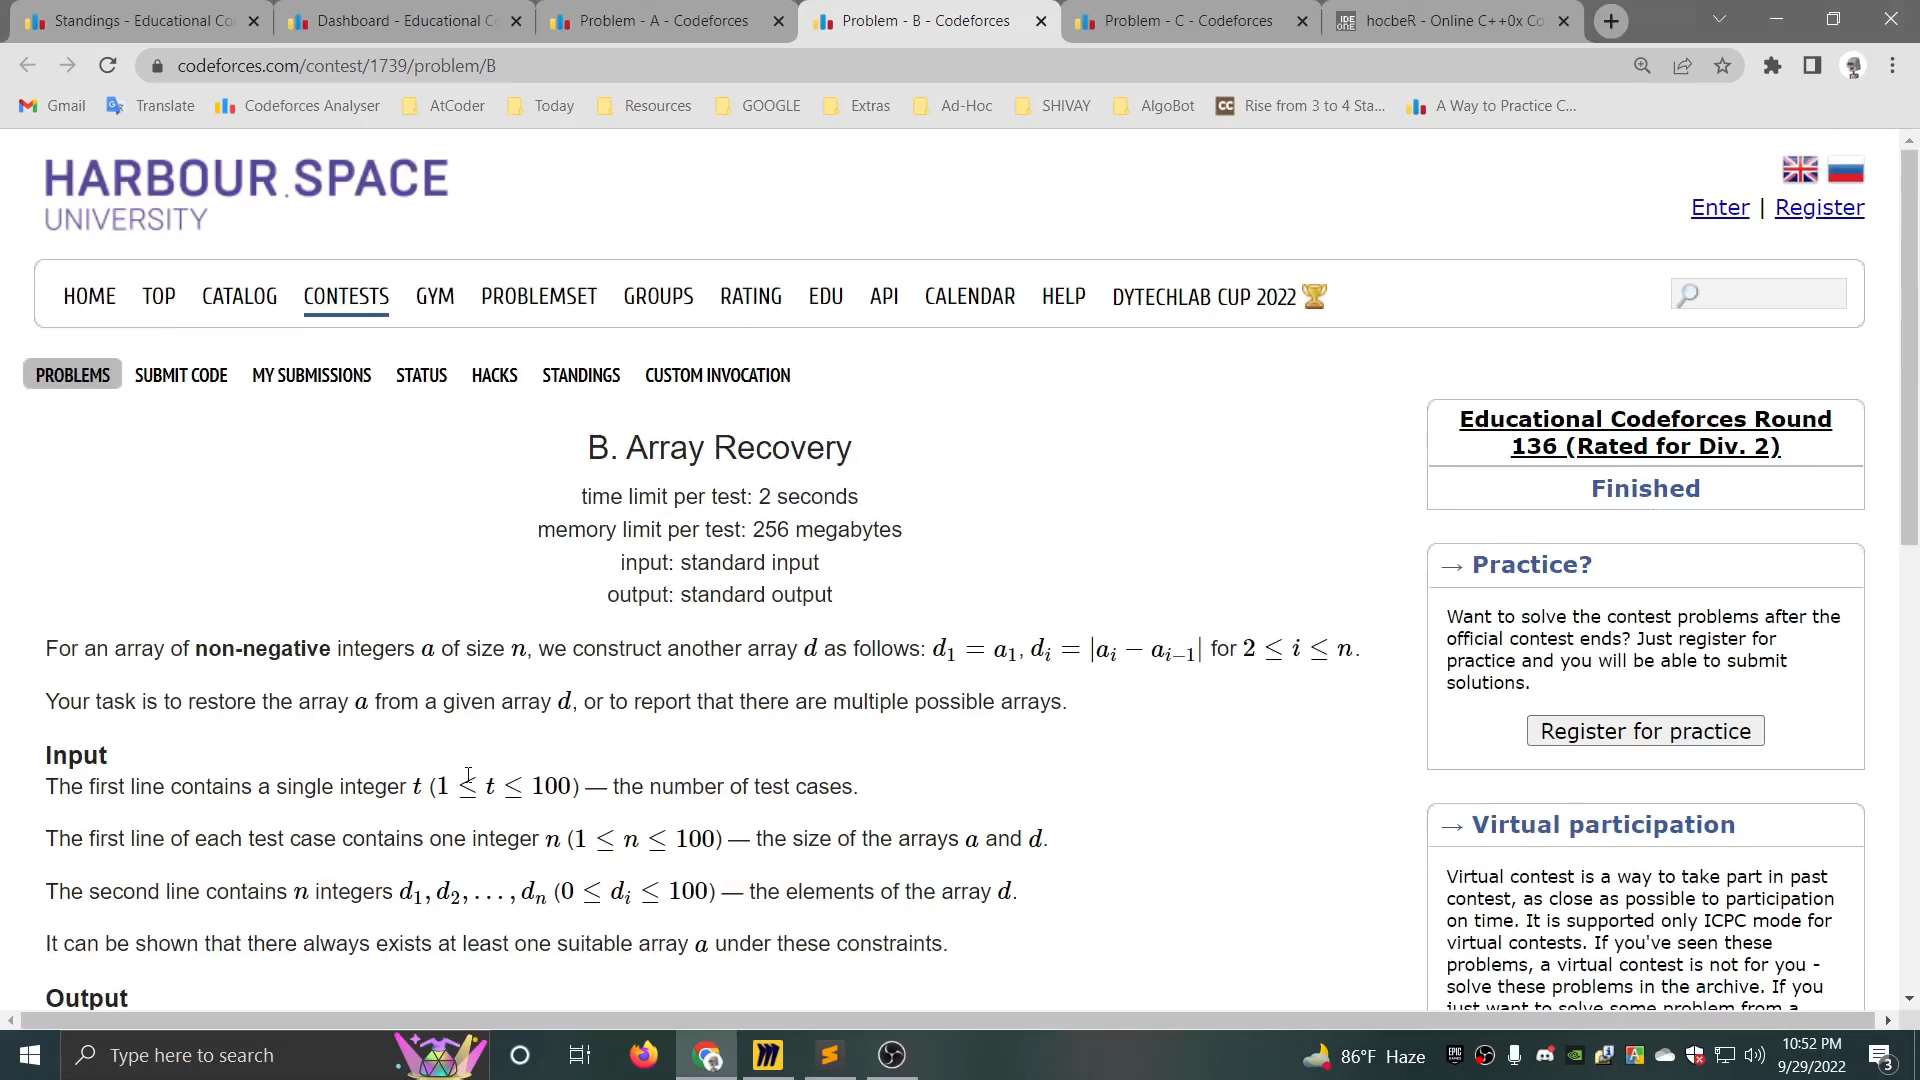 Standings - Educational Co
Dashboard - Educational C
Problem - A - Codeforces
Problem - B - Codeforces
Problem - C - Codeforces
hocbeR - Online C++0x Co
codeforces.com/contest/1739/problem/B
Gmail
Translate
Codeforces Analyser
AtCoder
Today
Resources
GOOGLE
Extras
Ad-Hoc
SHIVAY
AlgoBot
CC Rise from 3 to 4 Sta...
A Way to Practice C...
HARBOUR.SPACE
UNIVERSITY
Enter | Register
HOME TOP CATALOG CONTESTS GYM PROBLEMSET GROUPS RATING EDU API CALENDAR HELP DYTECHLAB CUP 2022
PROBLEMS SUBMIT CODE MY SUBMISSIONS STATUS HACKS STANDINGS CUSTOM INVOCATION
B. Array Recovery
time limit per test: 2 seconds
memory limit per test: 256 megabytes
input: standard input
output: standard output
For an array of non-negative integers a of size n, we construct another array d as follows: d₁ = a₁, dᵢ = |aᵢ − aᵢ₋₁| for 2 ≤ i ≤ n.
Your task is to restore the array a from a given array d, or to report that there are multiple possible arrays.
Input
The first line contains a single integer t (1 ≤ t ≤ 100) — the number of test cases.
The first line of each test case contains one integer n (1 ≤ n ≤ 100) — the size of the arrays a and d.
The second line contains n integers d₁, d₂, …, dₙ (0 ≤ dᵢ ≤ 100) — the elements of the array d.
It can be shown that there always exists at least one suitable array a under these constraints.
Output
Educational Codeforces Round
136 (Rated for Div. 2)
Finished
→ Practice?
Want to solve the contest problems after the
official contest ends? Just register for
practice and you will be able to submit
solutions.
Register for practice
→ Virtual participation
Virtual contest is a way to take part in past
contest, as close as possible to participation
on time. It is supported only ICPC mode for
virtual contests. If you've seen these
problems, a virtual contest is not for you -
solve these problems in the archive. If you
just want to solve some problem from a
Type here to search
86°F Haze
10:52 PM
9/29/2022
3